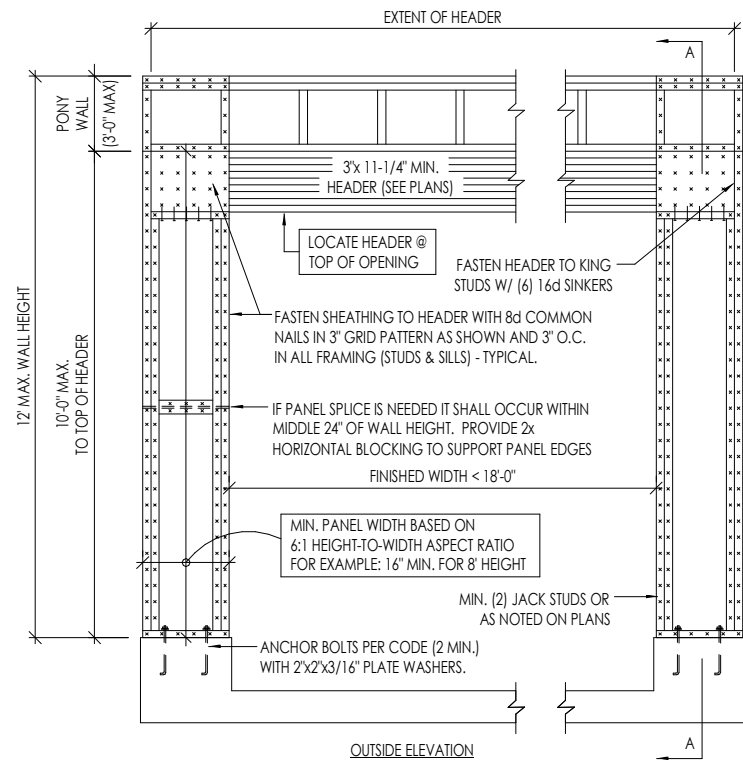 EXTENT OF HEADER
A
PONY
WALL
(3'-0" MAX)
3"x 11-1/4" MIN.
HEADER (SEE PLANS)
LOCATE HEADER @
TOP OF OPENING
FASTEN HEADER TO KING
STUDS W/ (6) 16d SINKERS
12' MAX. WALL HEIGHT
10'-0" MAX.
TO TOP OF HEADER
FASTEN SHEATHING TO HEADER WITH 8d COMMON
NAILS IN 3" GRID PATTERN AS SHOWN AND 3" O.C.
IN ALL FRAMING (STUDS & SILLS) - TYPICAL.
IF PANEL SPLICE IS NEEDED IT SHALL OCCUR WITHIN
MIDDLE 24" OF WALL HEIGHT. PROVIDE 2x
HORIZONTAL BLOCKING TO SUPPORT PANEL EDGES
FINISHED WIDTH < 18'-0"
MIN. PANEL WIDTH BASED ON
6:1 HEIGHT-TO-WIDTH ASPECT RATIO
FOR EXAMPLE: 16" MIN. FOR 8' HEIGHT
MIN. (2) JACK STUDS OR
AS NOTED ON PLANS
ANCHOR BOLTS PER CODE (2 MIN.)
WITH 2"x2"x3/16" PLATE WASHERS.
A
OUTSIDE ELEVATION